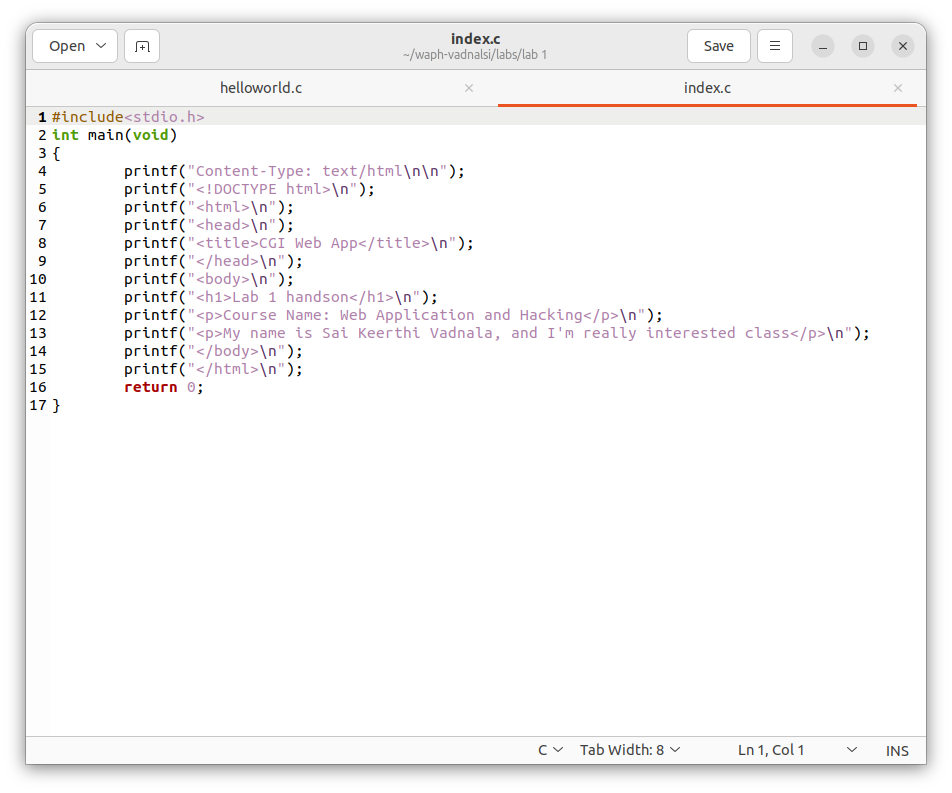 Open
index.c
~/waph-vadnalsi/labs/lab 1
Save
helloworld.c
index.c
1 #include<stdio.h>
2 int main(void)
3 {
4 printf("Content-Type: text/html\n\n");
5 printf("<!DOCTYPE html>\n");
6 printf("<html>\n");
7 printf("<head>\n");
8 printf("<title>CGI Web App</title>\n");
9 printf("</head>\n");
10 printf("<body>\n");
11 printf("<h1>Lab 1 handson</h1>\n");
12 printf("<p>Course Name: Web Application and Hacking</p>\n");
13 printf("<p>My name is Sai Keerthi Vadnala, and I'm really interested class</p>\n");
14 printf("</body>\n");
15 printf("</html>\n");
16 return 0;
17 }
C Tab Width: 8 Ln 1, Col 1 INS